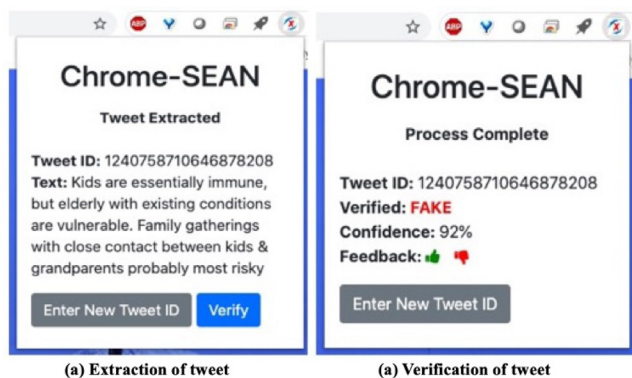 ABP
Chrome-SEAN
Tweet Extracted
Tweet ID: 1240758710646878208
Text: Kids are essentially immune,
but elderly with existing conditions
are vulnerable. Family gatherings
with close contact between kids &
grandparents probably most risky
Enter New Tweet ID
Verify
(a) Extraction of tweet
ABP
Chrome-SEAN
Process Complete
Tweet ID: 1240758710646878208
Verified: FAKE
Confidence: 92%
Feedback:
Enter New Tweet ID
(a) Verification of tweet